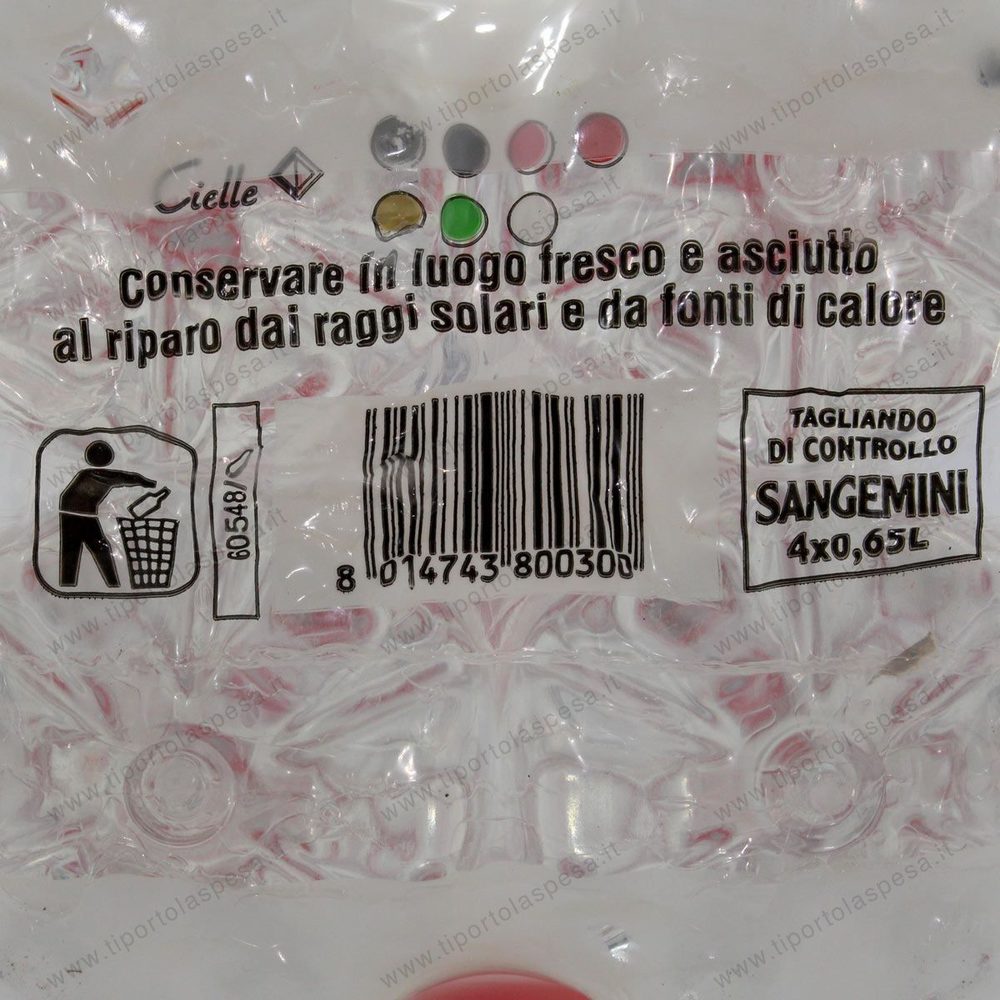 Cielle
Conservare in luogo fresco e asciutto
al riparo dai raggi solari e da fonti di calore
60548/
TAGLIANDO
DI CONTROLLO
SANGEMINI
4x0,65L
8 014743 800300
www.tiportolaspesa.it